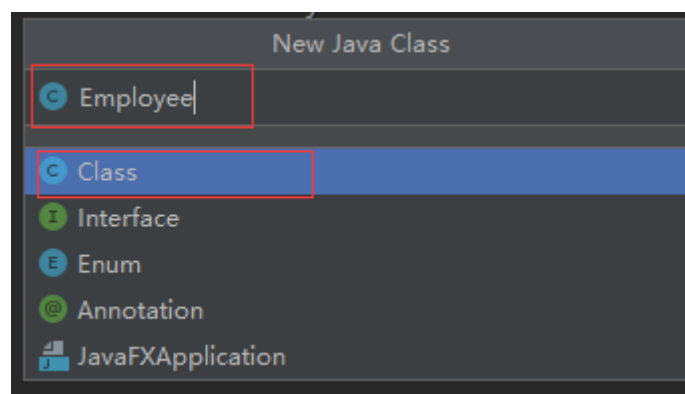 New Java Class
Employee
Class
Interface
Enum
Annotation
JavaFXApplication